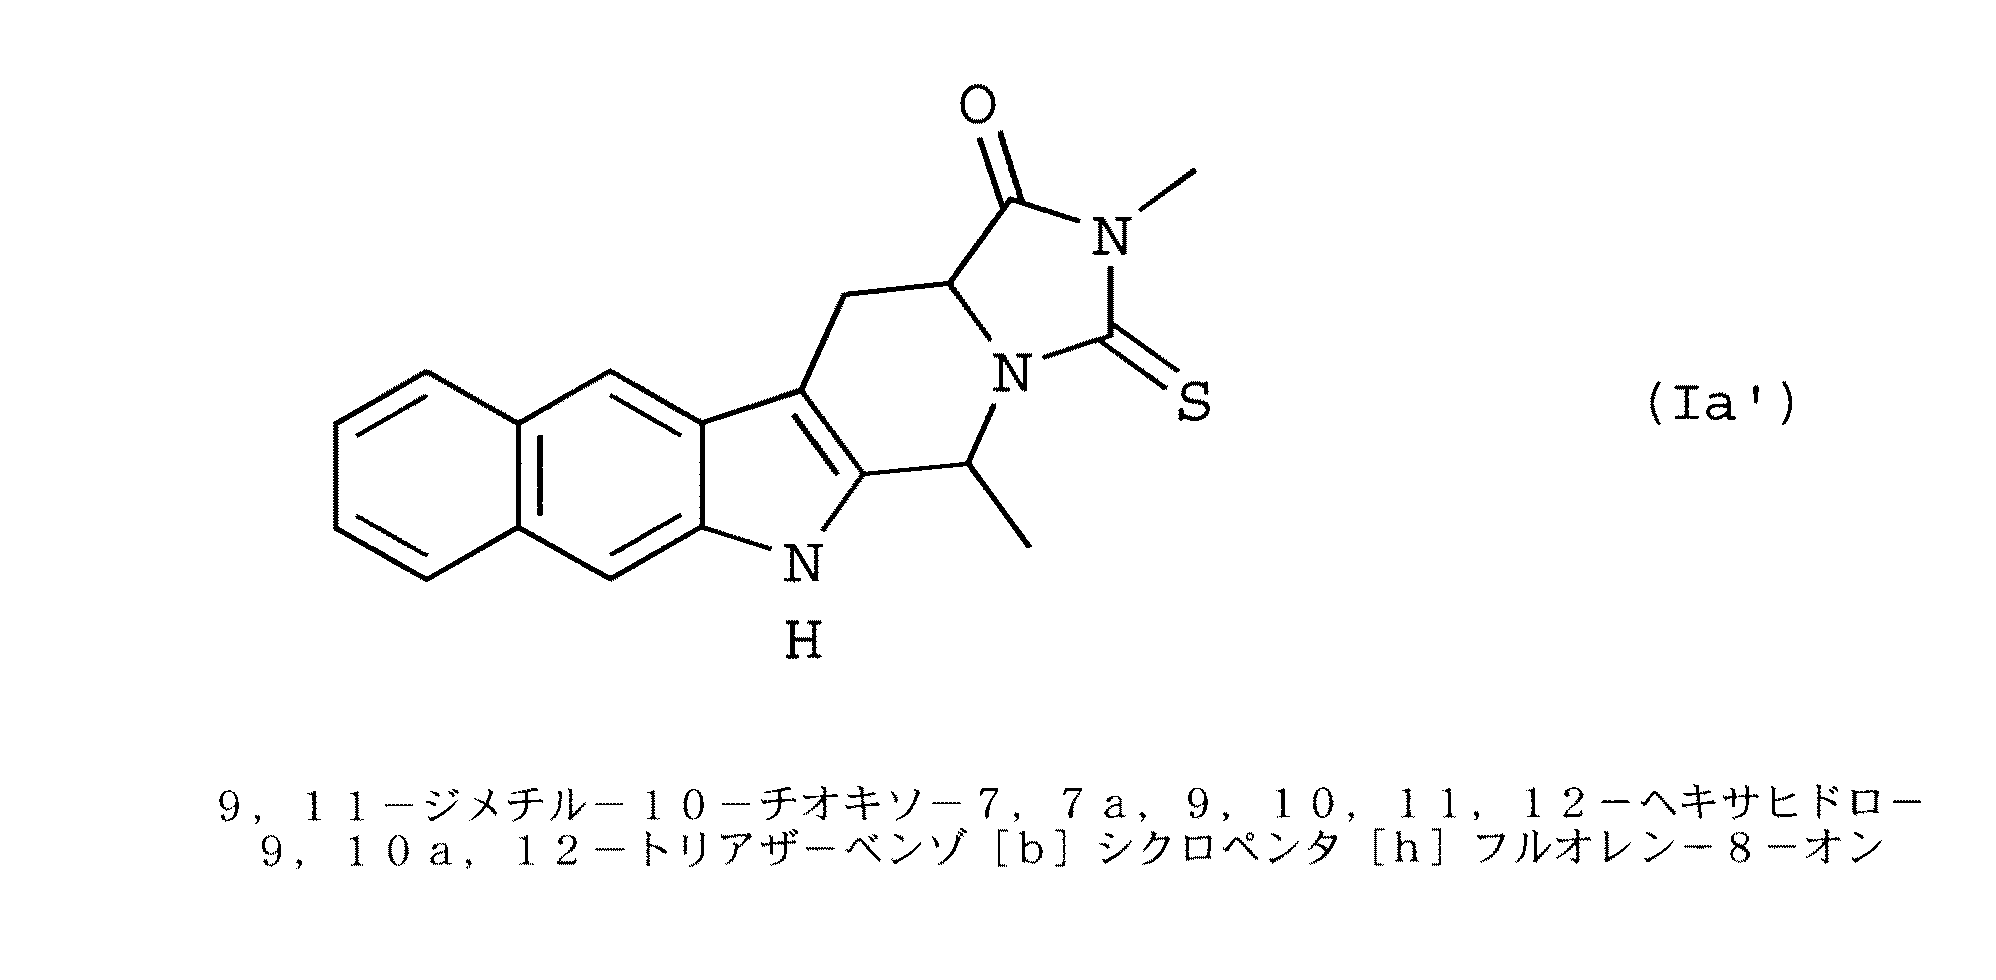 O
N
N
S
(Ia')
N
H
9, 11-ジメチル-10-チオキソ-7, 7a, 9, 10, 11, 12-ヘキサヒドロ-
9, 10a, 12-トリアザ-ベンゾ [b] シクロペンタ [h] フルオレン-8-オン